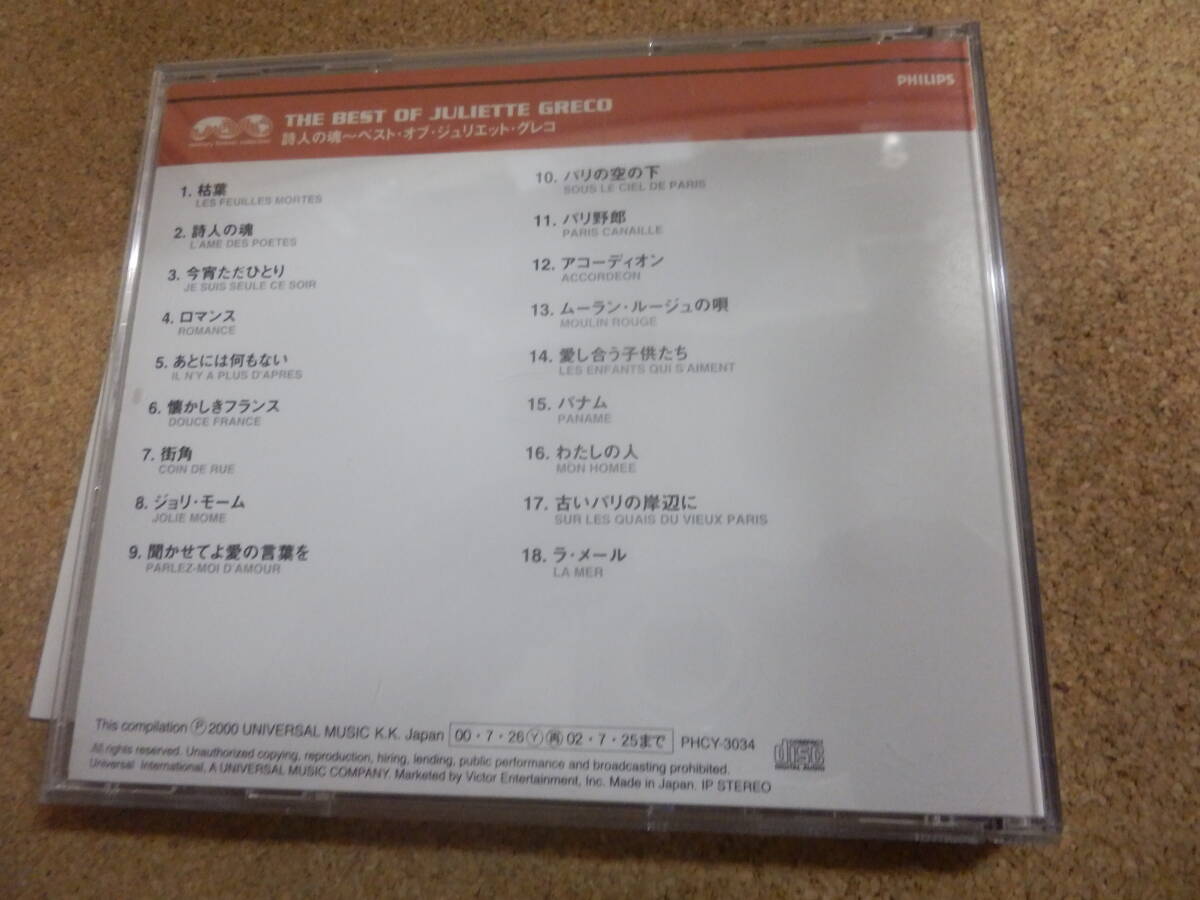 PHILIPS
THE BEST OF JULIETTE GRECO
詩人の魂〜ベスト・オブ・ジュリエット・グレコ
1. 枯葉
LES FEUILLES MORTES
2. 詩人の魂
L'AME DES POETES
3. 今宵ただひとり
JE SUIS SEULE CE SOIR
4. ロマンス
ROMANCE
5. あとには何もない
IL N'Y A PLUS D'APRES
6. 懐かしきフランス
DOUCE FRANCE
7. 街角
COIN DE RUE
8. ジョリ・モーム
JOLIE MOME
9. 聞かせてよ愛の言葉を
PARLEZ-MOI D'AMOUR
10. パリの空の下
SOUS LE CIEL DE PARIS
11. パリ野郎
PARIS CANAILLE
12. アコーディオン
ACCORDEON
13. ムーラン・ルージュの唄
MOULIN ROUGE
14. 愛し合う子供たち
LES ENFANTS QUI S'AIMENT
15. パナム
PANAME
16. わたしの人
MON HOMEE
17. 古いパリの岸辺に
SUR LES QUAIS DU VIEUX PARIS
18. ラ・メール
LA MER
This compilation Ⓟ 2000 UNIVERSAL MUSIC K.K. Japan 00・7・26Ⓨ㊢02・7・25まで PHCY-3034
All rights reserved. Unauthorized copying, reproduction, hiring, lending, public performance and broadcasting prohibited.
Universal International, A UNIVERSAL MUSIC COMPANY. Marketed by Victor Entertainment, Inc. Made in Japan. IP STEREO
disc
DIGITAL AUDIO